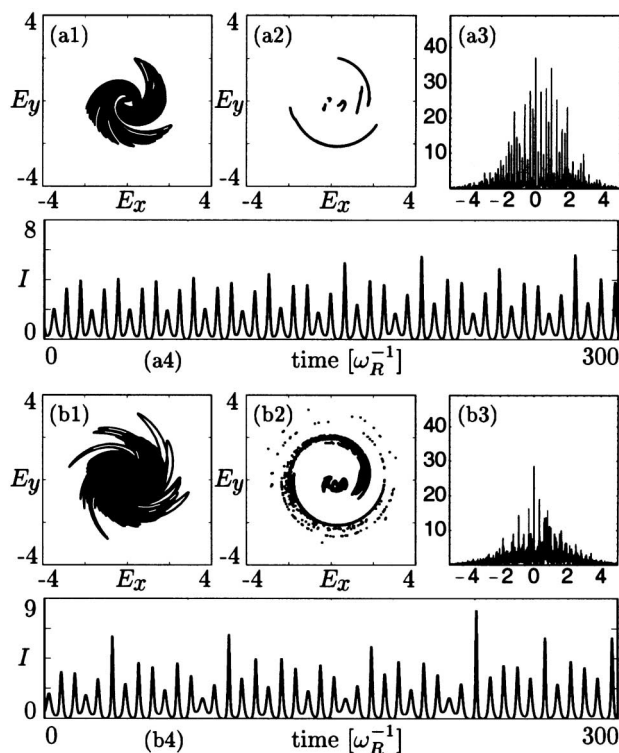 (a1) (a2) (a3)
4 4 40
30
Ey Ey 20
10
-4 -4 -4 -2 0 2 4
-4 Ex 4 -4 Ex 4
8
I
0
0 (a4) time [ω_R^{-1}] 300
(b1) (b2) (b3)
4 4 40
30
Ey Ey 20
10
-4 -4 -4 -2 0 2 4
-4 Ex 4 -4 Ex 4
9
I
0
0 (b4) time [ω_R^{-1}] 300